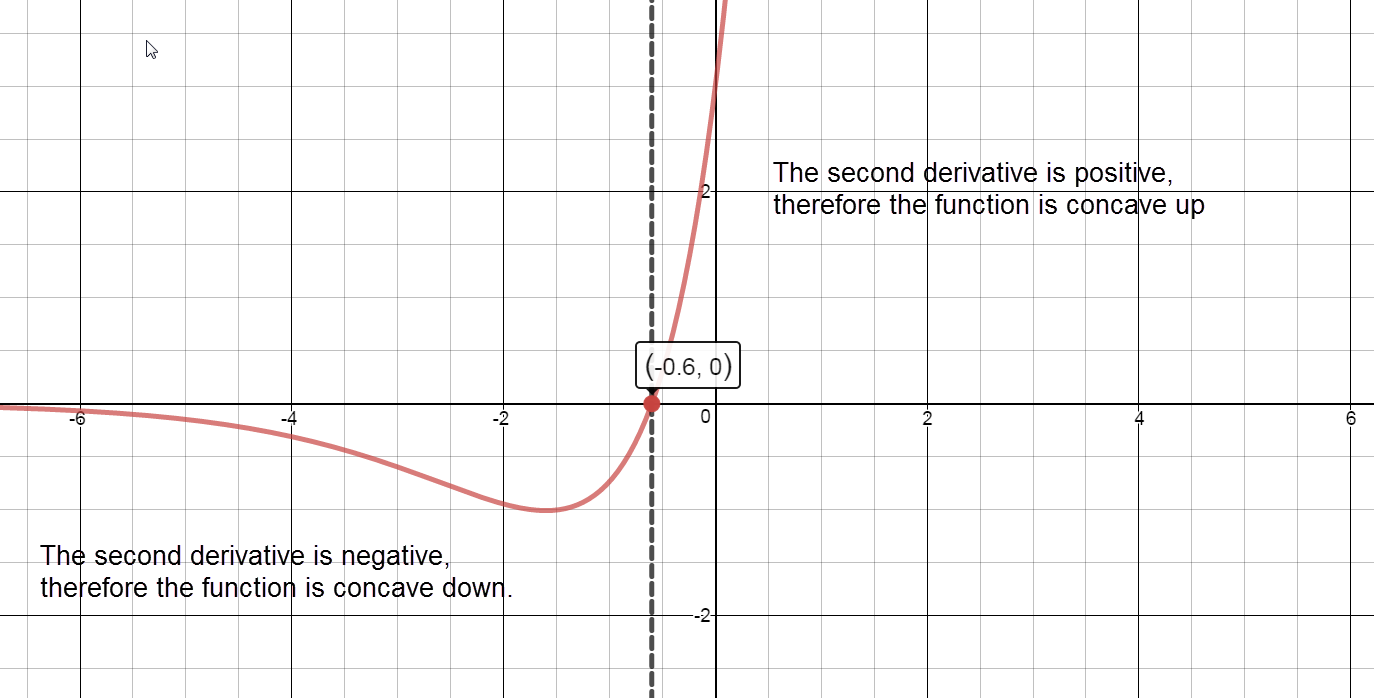 The second derivative is positive,
2
therefore the function is concave up
(-0.6, 0)
-6 -4 -2 0 2 4 6
The second derivative is negative,
therefore the function is concave down.
-2